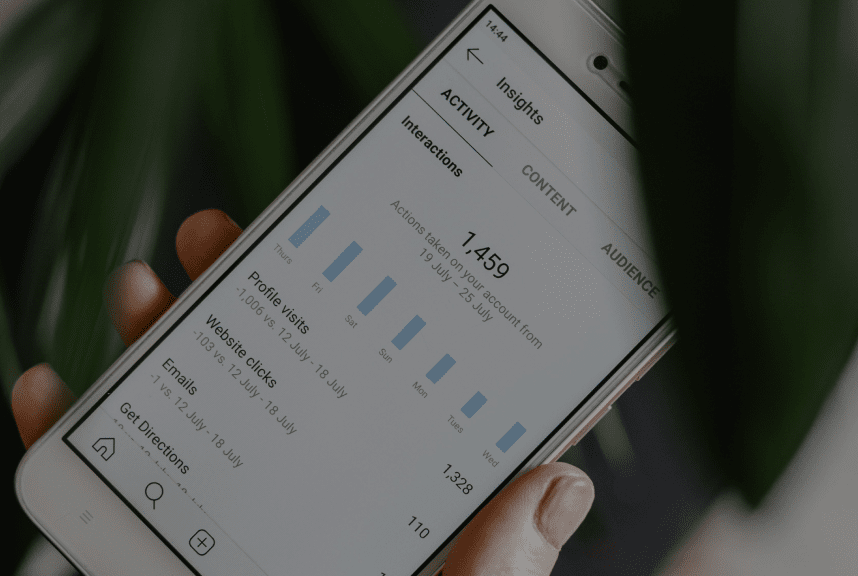 14:44
Insights
ACTIVITY
CONTENT
AUDIENCE
Interactions
1,459
Actions taken on your account from
19 July – 25 July
Thurs
Fri
Sat
Sun
Mon
Tues
Wed
Profile visits
1,328
-1,006 vs. 12 July - 18 July
Website clicks
110
-103 vs. 12 July - 18 July
Emails
-1 vs. 12 July - 18 July
Get Directions